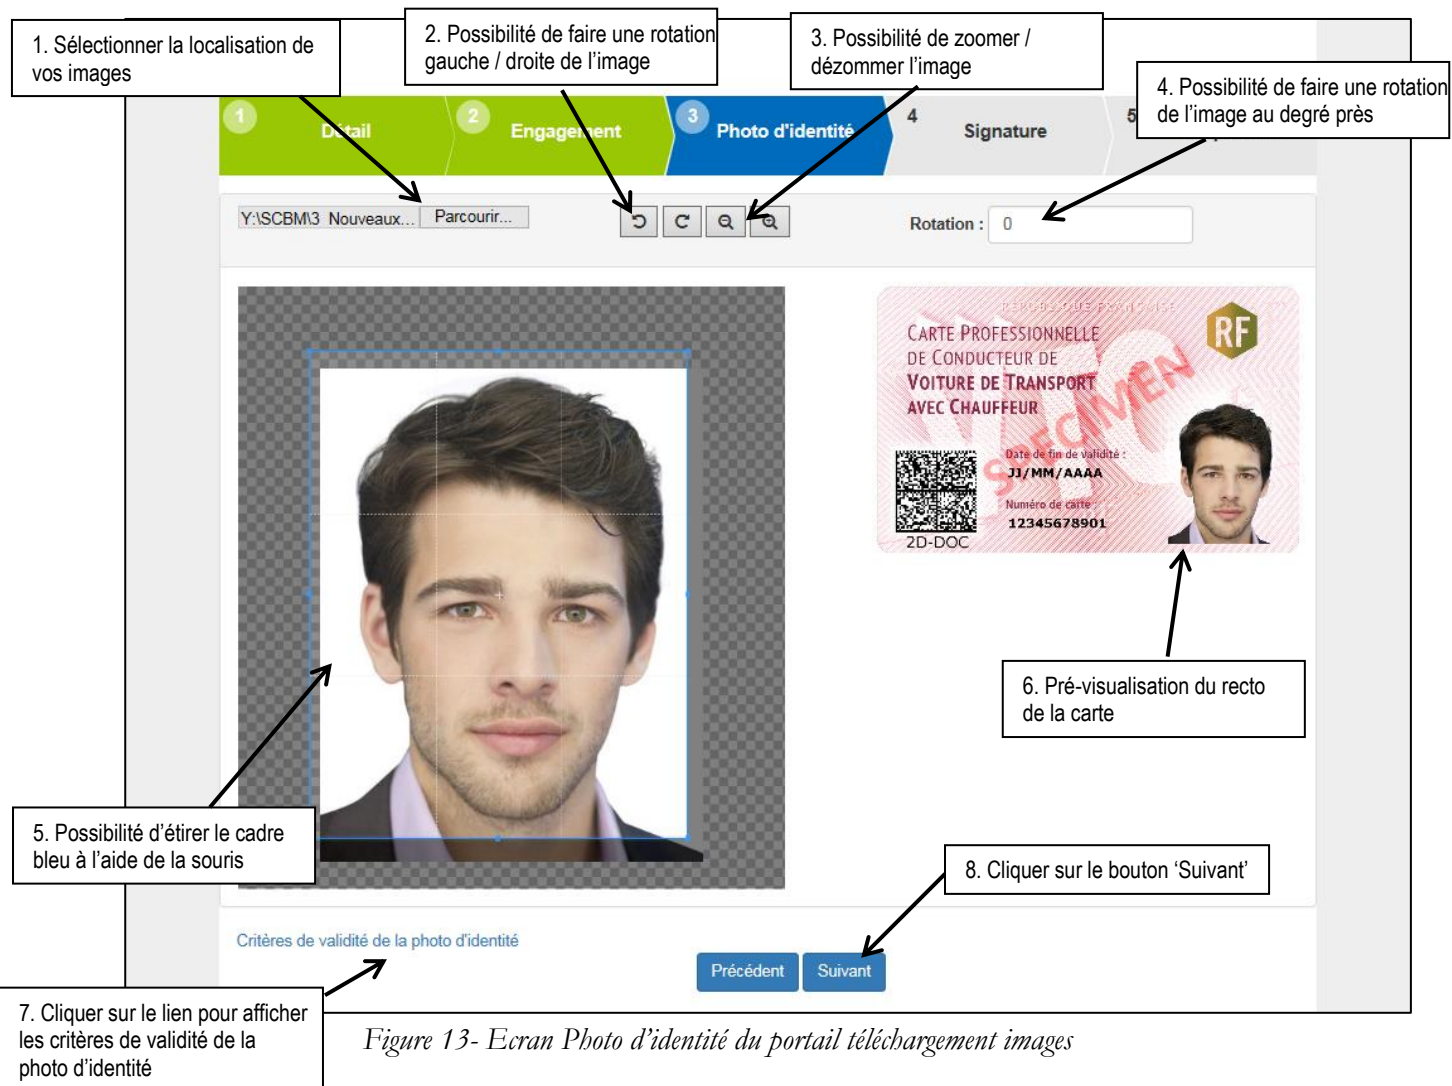 1. Sélectionner la localisation de
vos images
2. Possibilité de faire une rotation
gauche / droite de l'image
3. Possibilité de zoomer /
dézommer l'image
4. Possibilité de faire une rotation
de l'image au degré près
1
Détail
2
Engagement
3
Photo d'identité
4
Signature
5
Y:\SCBM\3 Nouveaux...
Parcourir...
Rotation :
0
RÉPUBLIQUE FRANÇAISE
RF
CARTE PROFESSIONNELLE
DE CONDUCTEUR DE
VOITURE DE TRANSPORT
AVEC CHAUFFEUR
SPECIMEN
Date de fin de validité :
JJ/MM/AAAA
Numéro de carte :
12345678901
2D-DOC
6. Pré-visualisation du recto
de la carte
5. Possibilité d'étirer le cadre
bleu à l'aide de la souris
8. Cliquer sur le bouton ‘Suivant’
Critères de validité de la photo d'identité
Précédent
Suivant
7. Cliquer sur le lien pour afficher
les critères de validité de la
photo d'identité
Figure 13- Ecran Photo d'identité du portail téléchargement images